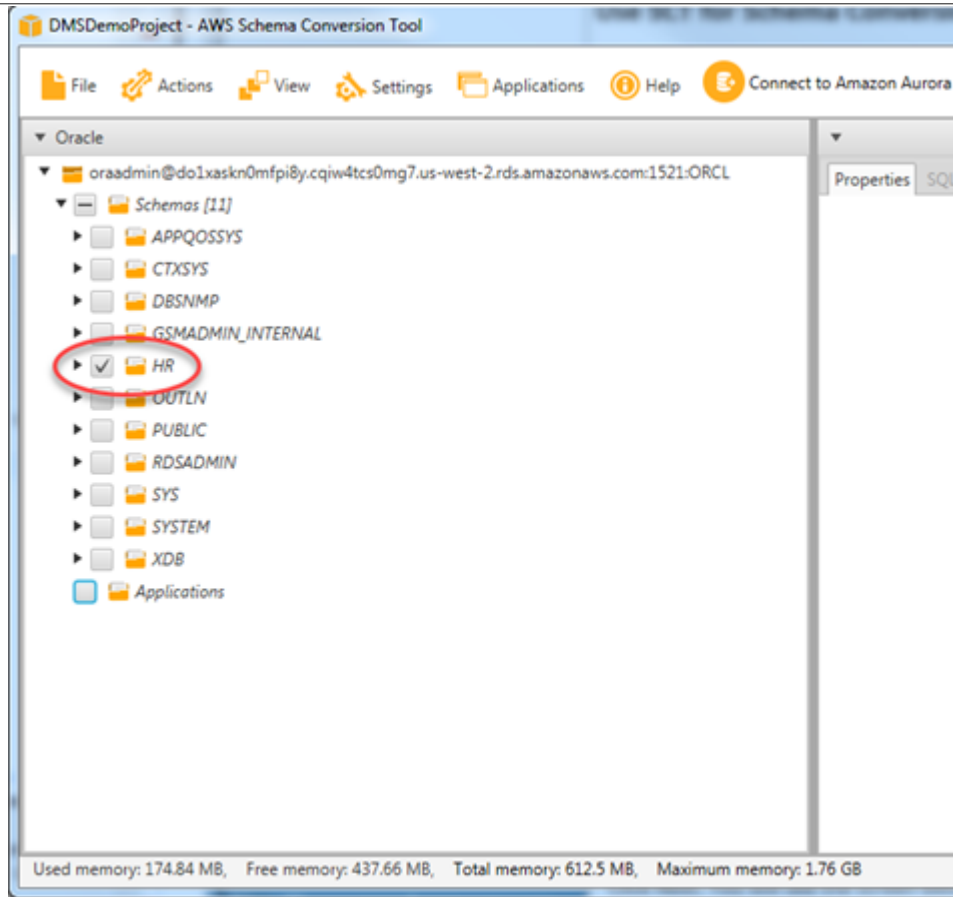 DMSDemoProject - AWS Schema Conversion Tool
File Actions View Settings Applications Help Connect to Amazon Aurora
Oracle
oraadmin@do1xaskn0mfpi8y.cqiw4tcs0mg7.us-west-2.rds.amazonaws.com:1521:ORCL
Properties SQL
Schemas [11]
APPQOSSYS
CTXSYS
DBSNMP
GSMADMIN_INTERNAL
HR
OUTLN
PUBLIC
RDSADMIN
SYS
SYSTEM
XDB
Applications
Used memory: 174.84 MB, Free memory: 437.66 MB, Total memory: 612.5 MB, Maximum memory: 1.76 GB